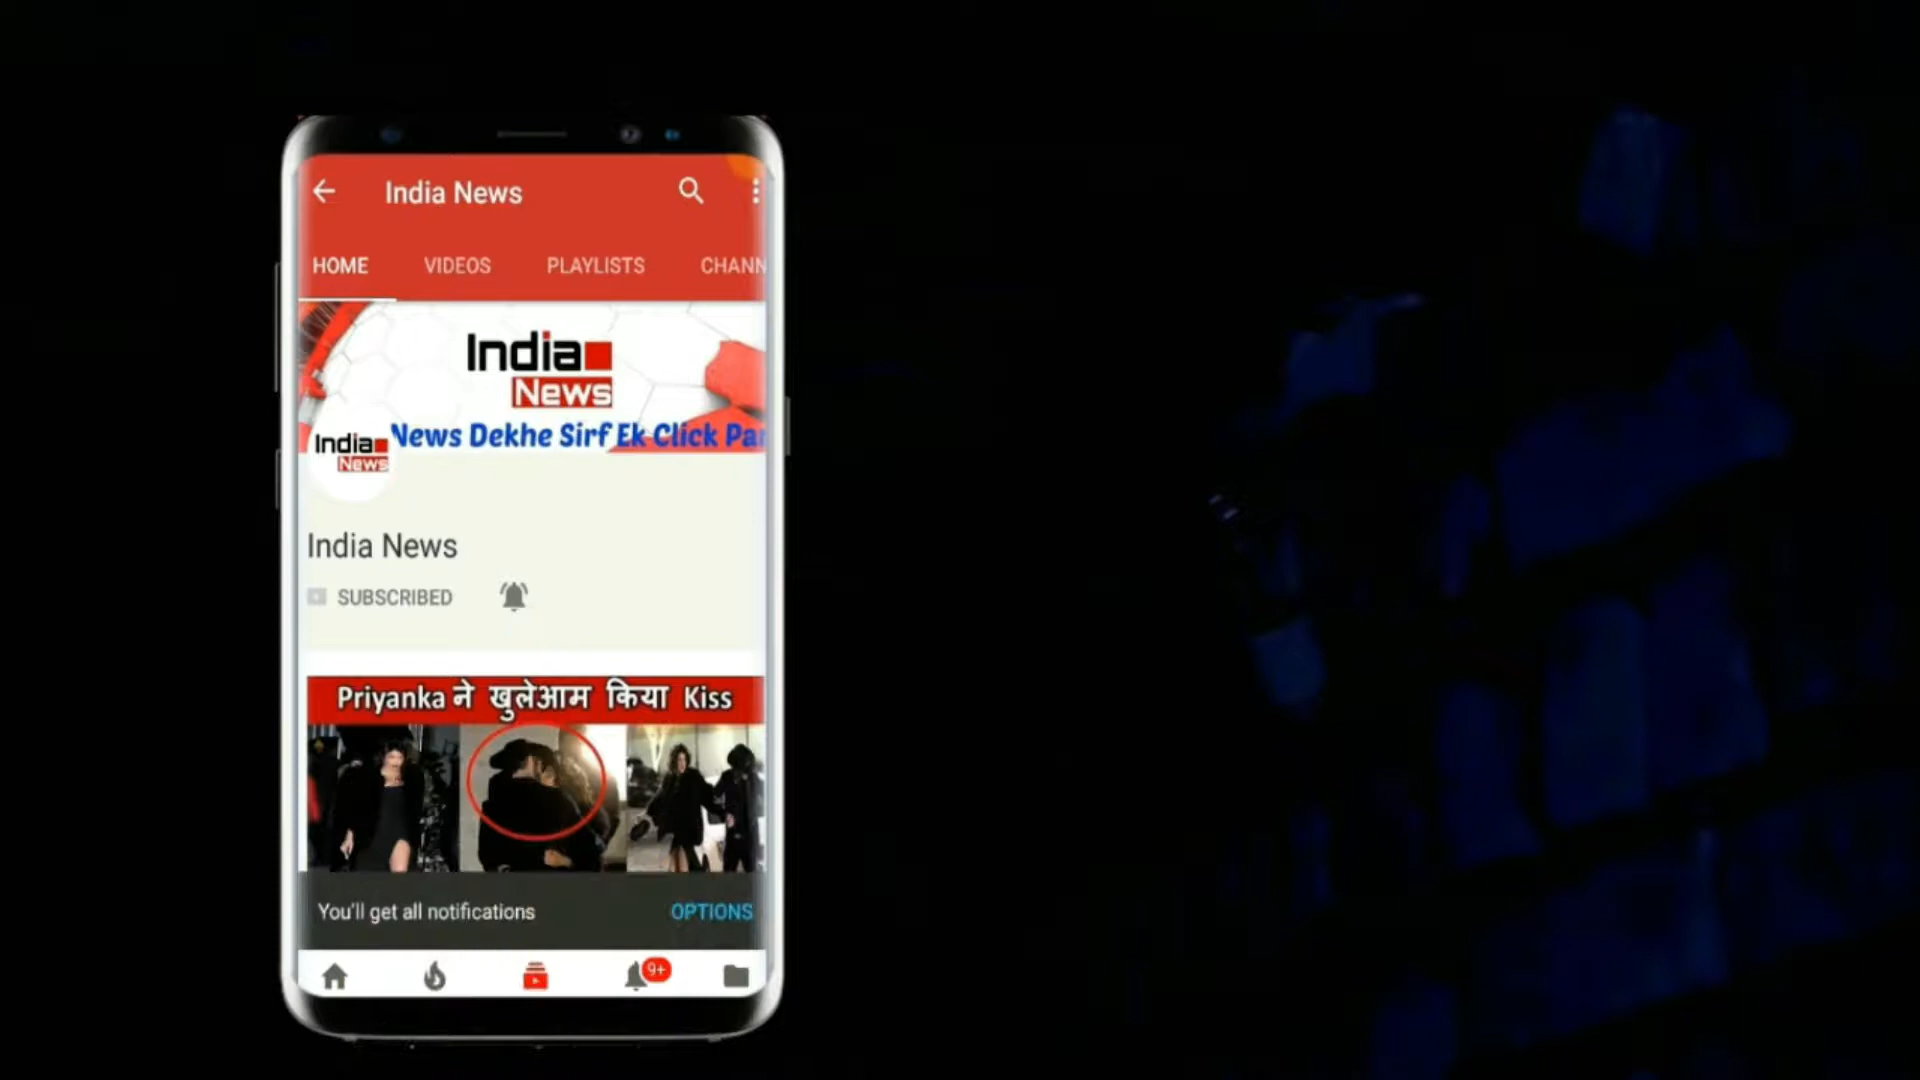 India News
HOME VIDEOS PLAYLISTS CHANN
India
News
News Dekhe Sirf Ek Click Par
India
News
India News
SUBSCRIBED
Priyanka ने खुलेआम किया Kiss
You'll get all notifications OPTIONS
9+